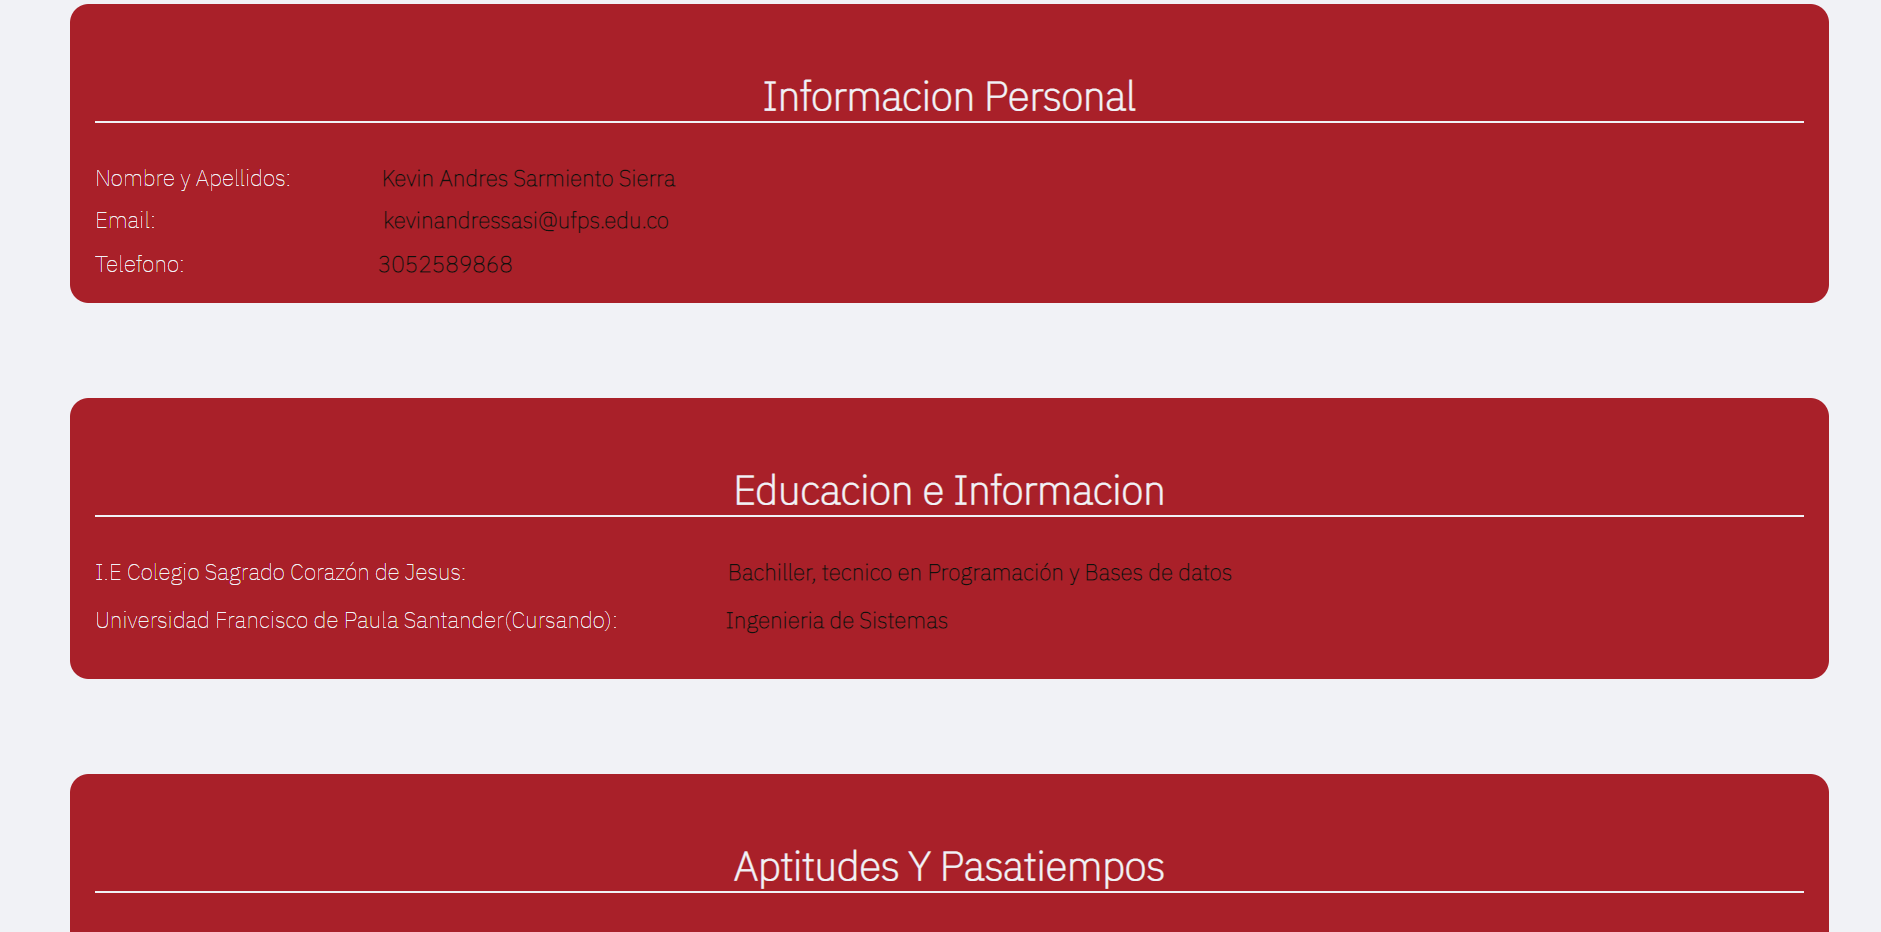 Informacion Personal
Nombre y Apellidos: Kevin Andres Sarmiento Sierra
Email: kevinandressasi@ufps.edu.co
Telefono: 3052589868
Educacion e Informacion
I.E Colegio Sagrado Corazón de Jesus: Bachiller, tecnico en Programación y Bases de datos
Universidad Francisco de Paula Santander(Cursando): Ingenieria de Sistemas
Aptitudes Y Pasatiempos